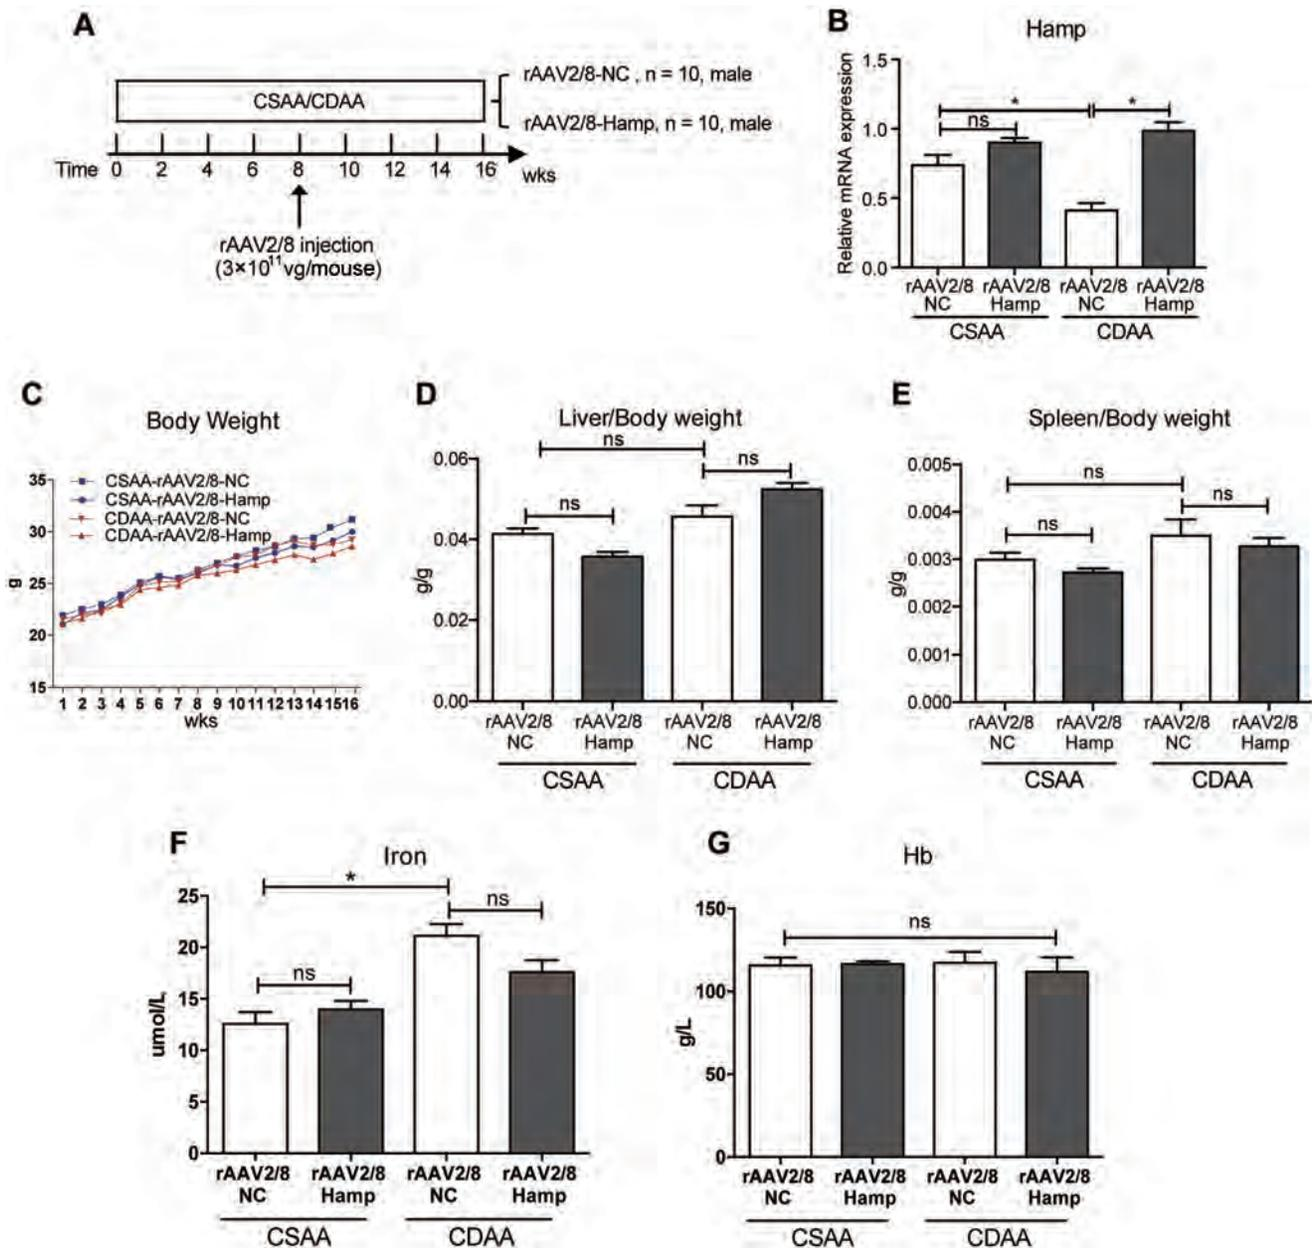 A
CSAA/CDAA
rAAV2/8-NC , n = 10, male
rAAV2/8-Hamp, n = 10, male
Time 0 2 4 6 8 10 12 14 16 wks
rAAV2/8 injection
(3×10¹¹vg/mouse)
B
Hamp
Relative mRNA expression
1.5
1.0
0.5
0.0
* *
ns
rAAV2/8 rAAV2/8 rAAV2/8 rAAV2/8
NC Hamp NC Hamp
CSAA CDAA
C
Body Weight
g
35
30
25
20
15
CSAA-rAAV2/8-NC
CSAA-rAAV2/8-Hamp
CDAA-rAAV2/8-NC
CDAA-rAAV2/8-Hamp
1 2 3 4 5 6 7 8 9 10 11 12 13 14 15 16
wks
D
Liver/Body weight
g/g
0.06
0.04
0.02
0.00
ns
ns
ns
rAAV2/8 rAAV2/8 rAAV2/8 rAAV2/8
NC Hamp NC Hamp
CSAA CDAA
E
Spleen/Body weight
g/g
0.005
0.004
0.003
0.002
0.001
0.000
ns
ns
ns
rAAV2/8 rAAV2/8 rAAV2/8 rAAV2/8
NC Hamp NC Hamp
CSAA CDAA
F
Iron
umol/L
25
20
15
10
5
0
*
ns
ns
rAAV2/8 rAAV2/8 rAAV2/8 rAAV2/8
NC Hamp NC Hamp
CSAA CDAA
G
Hb
g/L
150
100
50
0
ns
rAAV2/8 rAAV2/8 rAAV2/8 rAAV2/8
NC Hamp NC Hamp
CSAA CDAA